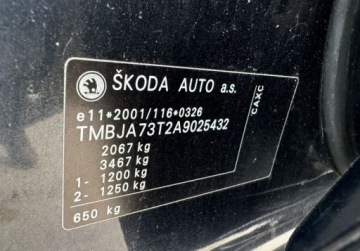 ŠKODA AUTO a.s.
e11*2001/116*0326
TMBJA73T2A9025432
2067 kg
3467 kg
1- 1200 kg
2- 1250 kg
650 kg
CAXC